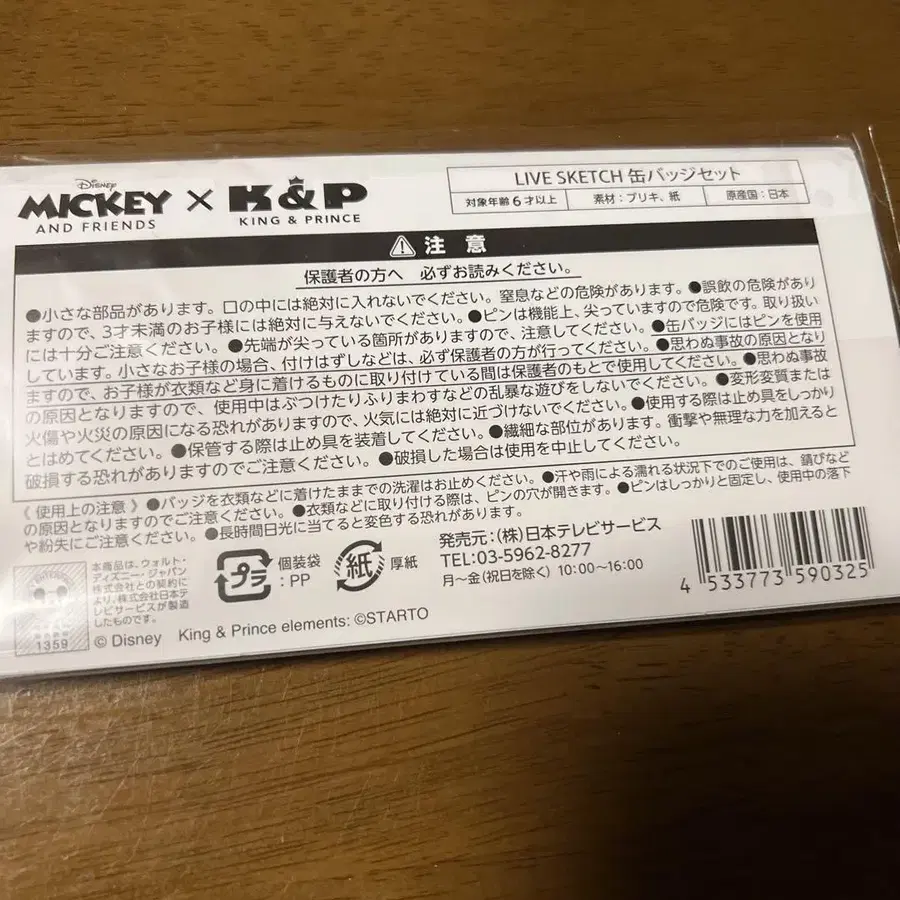 Disney
MICKEY
AND FRIENDS
×
K&P
KING & PRINCE
LIVE SKETCH 缶バッジセット
対象年齢6才以上 素材:ブリキ、紙 原産国:日本
注意
保護者の方へ 必ずお読みください。
●小さな部品があります。口の中には絶対に入れないでください。窒息などの危険があります。●誤飲の危険があり
ますので、3才未満のお子様には絶対に与えないでください。●ピンは機能上、尖っていますので危険です。取り扱い
には十分ご注意ください。●先端が尖っている箇所がありますので、注意してください。●缶バッジにはピンを使用
しています。小さなお子様の場合、付けはずしなどは、必ず保護者の方が行ってください。●思わぬ事故の原因となり
ますので、お子様が衣類など身に着けるものに取り付けている間は保護者のもとで使用してください。●思わぬ事故
の原因となりますので、使用中はぶつけたりふりまわすなどの乱暴な遊びをしないでください。●変形変質または
火傷や火災の原因になる恐れがありますので、火気には絶対に近づけないでください。●使用する際は止め具をしっかり
とはめてください。●保管する際は止め具を装着してください。●繊細な部位があります。衝撃や無理な力を加えると
破損する恐れがありますのでご注意ください。●破損した場合は使用を中止してください。
《使用上の注意》●バッジを衣類などに着けたままでの洗濯はお止めください。●汗や雨による濡れる状況下でのご使用は、錆びなど
の原因となりますのでご注意ください。●衣類などに取り付ける際は、ピンの穴が開きます。●ピンはしっかりと固定し、使用中の落下
や紛失にご注意ください。●長時間日光に当てると変色する恐れがあります。
本商品は、ウォルト・
ディズニー・ジャパン
株式会社との契約に
より、株式会社日本テ
レビサービスが製造
したものです。
1359
プラ
個装袋
:PP
紙
厚紙
発売元:(株)日本テレビサービス
TEL:03-5962-8277
月~金(祝日を除く) 10:00~16:00
4 533773 590325
© Disney King & Prince elements: ©STARTO